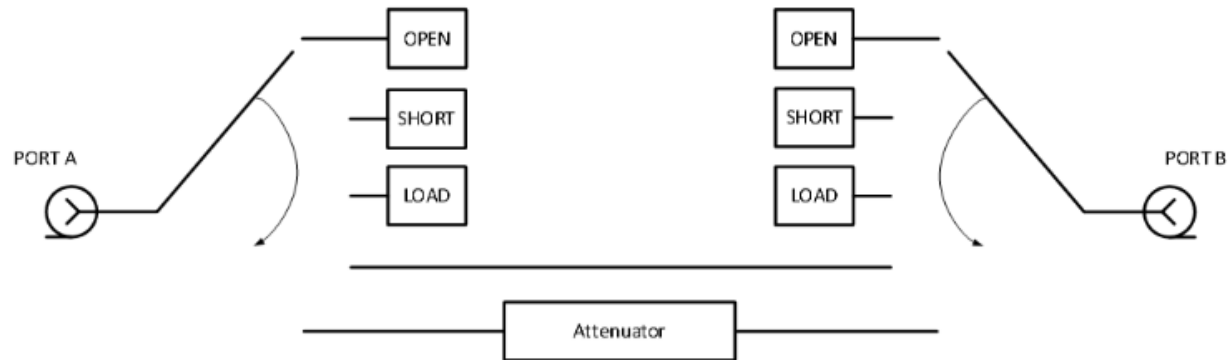 OPEN
OPEN
SHORT
SHORT
PORT A
PORT B
LOAD
LOAD
Attenuator